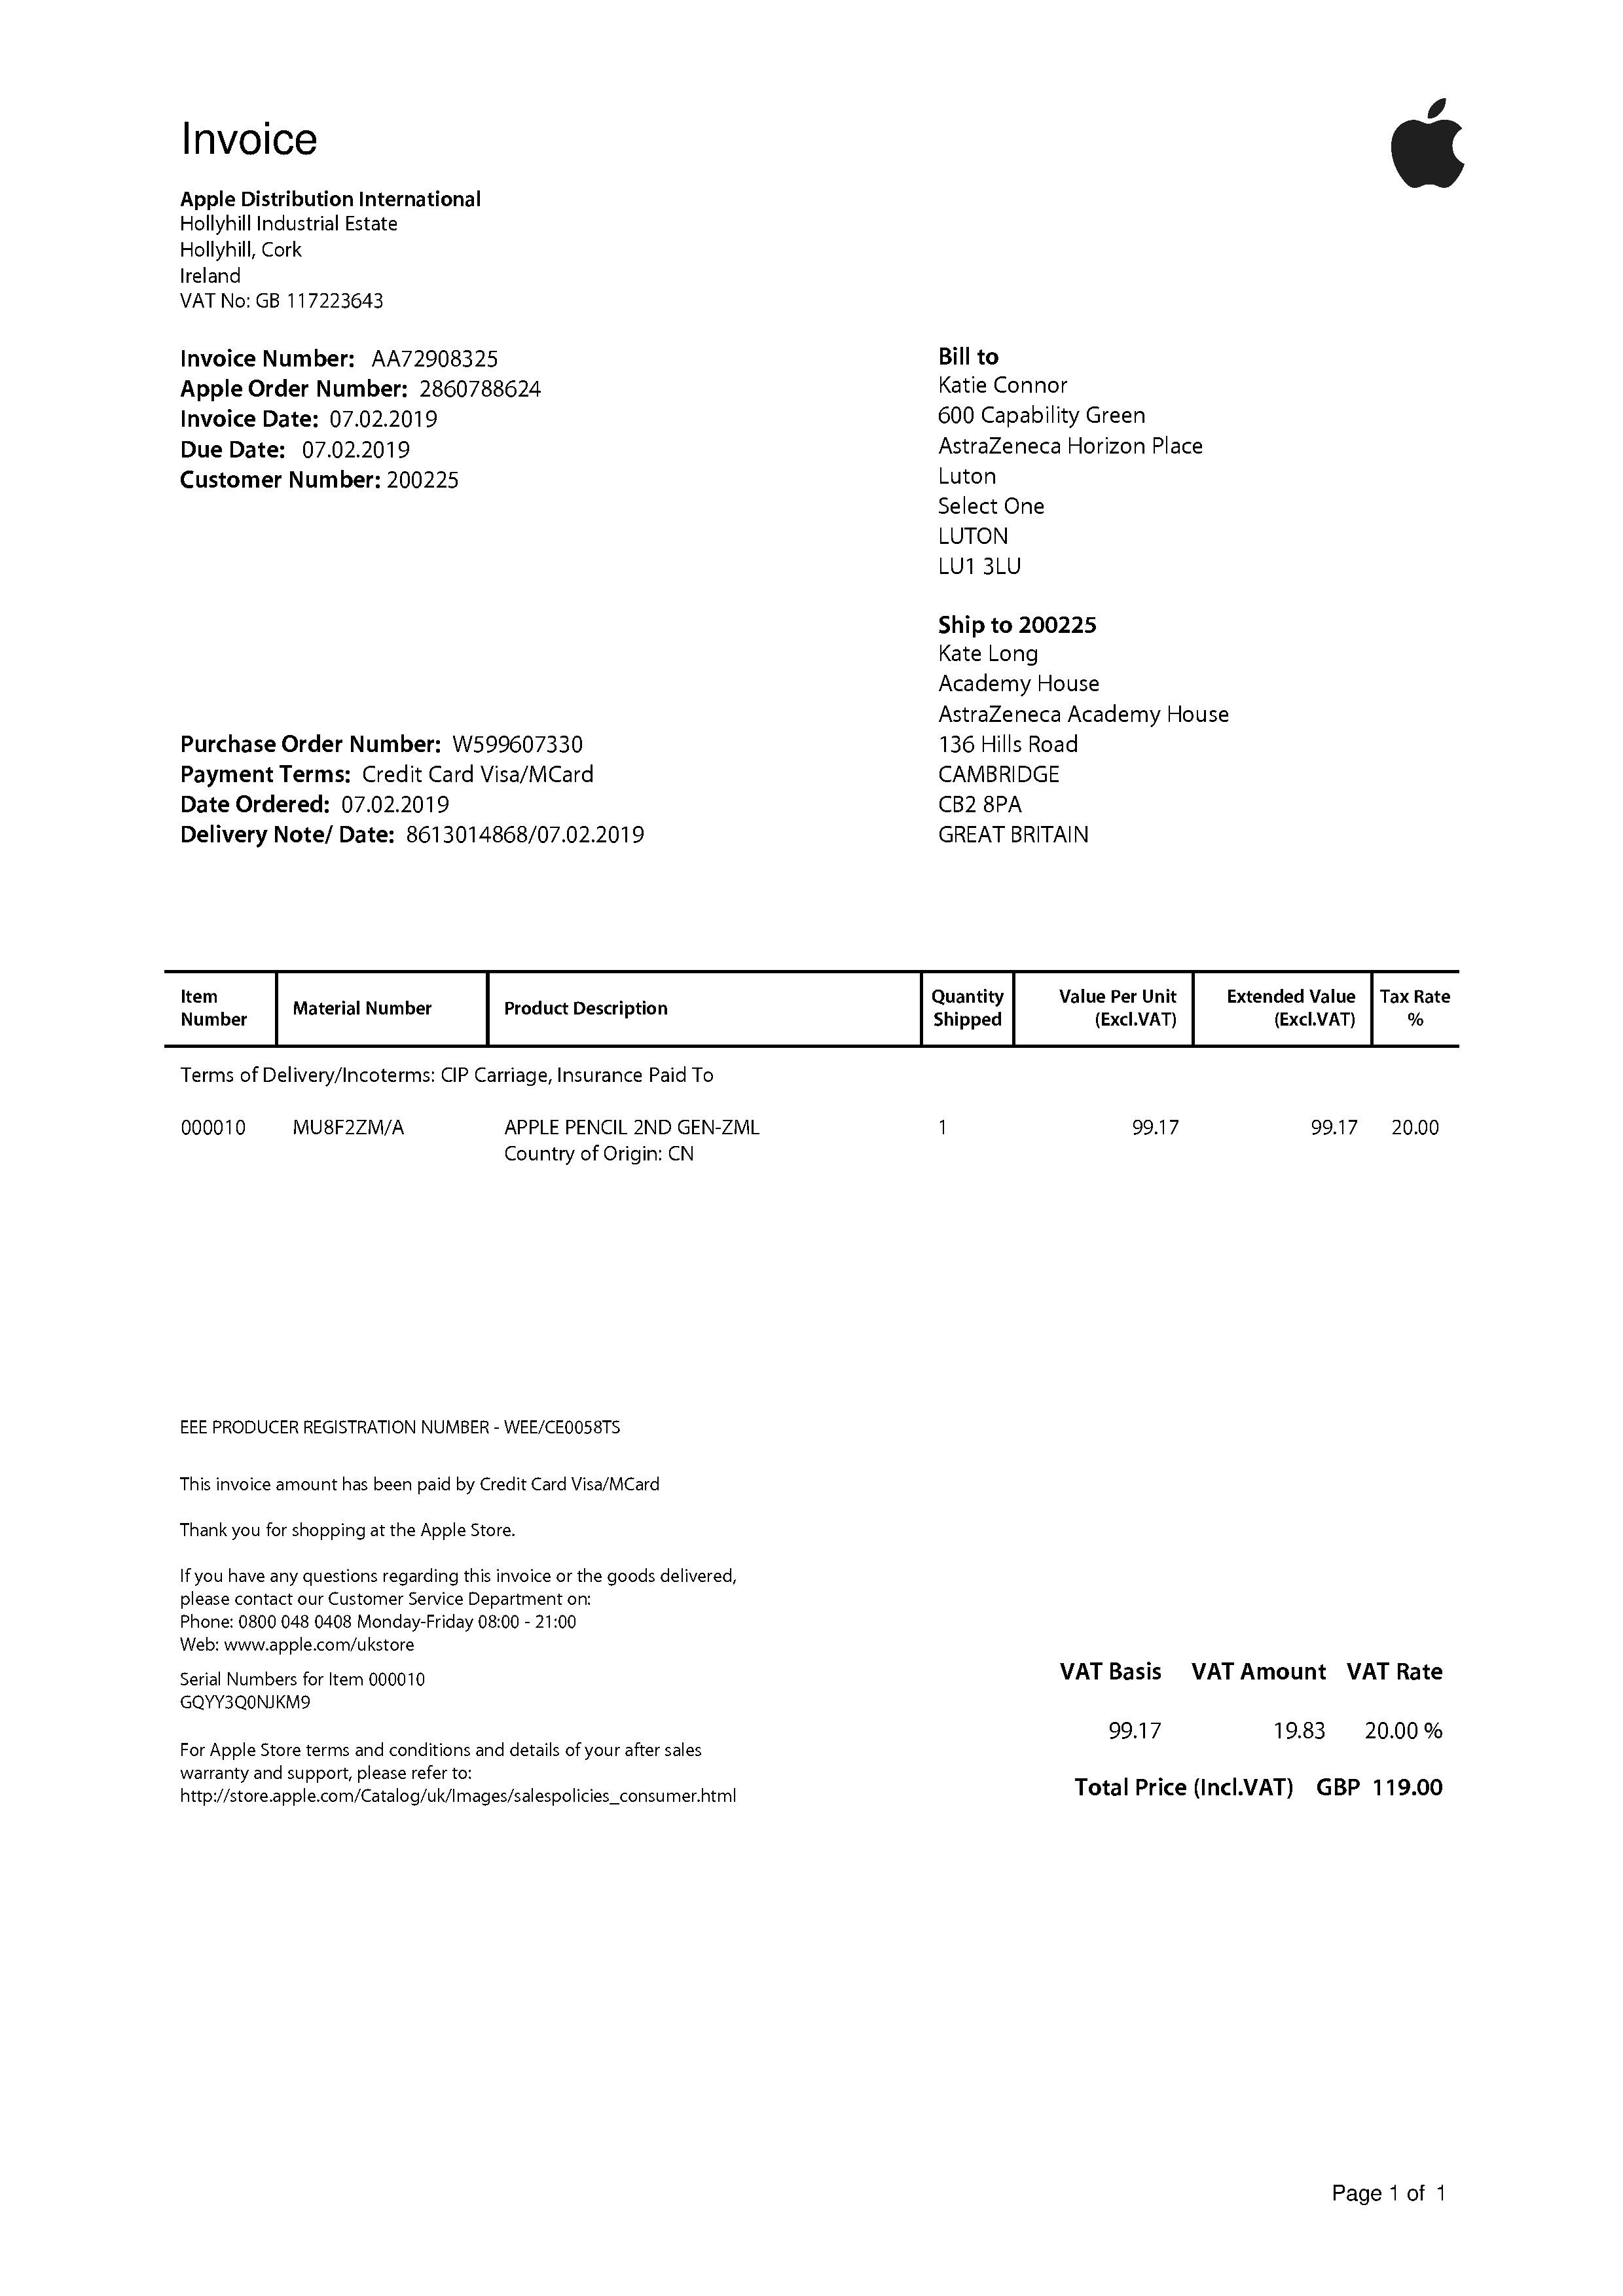 Invoice
Apple Distribution International
Hollyhill Industrial Estate
Hollyhill, Cork
Ireland
VAT No: GB 117223643
Invoice Number: AA72908325
Apple Order Number: 2860788624
Invoice Date: 07.02.2019
Due Date: 07.02.2019
Customer Number: 200225
Bill to
Katie Connor
600 Capability Green
AstraZeneca Horizon Place
Luton
Select One
LUTON
LU1 3LU
Ship to 200225
Kate Long
Academy House
AstraZeneca Academy House
136 Hills Road
CAMBRIDGE
CB2 8PA
GREAT BRITAIN
Purchase Order Number: W599607330
Payment Terms: Credit Card Visa/MCard
Date Ordered: 07.02.2019
Delivery Note/ Date: 8613014868/07.02.2019
Item Number Material Number Product Description Quantity Shipped Value Per Unit (Excl.VAT) Extended Value (Excl.VAT) Tax Rate %
Terms of Delivery/Incoterms: CIP Carriage, Insurance Paid To
000010 MU8F2ZM/A APPLE PENCIL 2ND GEN-ZML 1 99.17 99.17 20.00
Country of Origin: CN
EEE PRODUCER REGISTRATION NUMBER - WEE/CE0058TS
This invoice amount has been paid by Credit Card Visa/MCard
Thank you for shopping at the Apple Store.
If you have any questions regarding this invoice or the goods delivered,
please contact our Customer Service Department on:
Phone: 0800 048 0408 Monday-Friday 08:00 - 21:00
Web: www.apple.com/ukstore
Serial Numbers for Item 000010
GQYY3Q0NJKM9
For Apple Store terms and conditions and details of your after sales
warranty and support, please refer to:
http://store.apple.com/Catalog/uk/Images/salespolicies_consumer.html
VAT Basis VAT Amount VAT Rate
99.17 19.83 20.00 %
Total Price (Incl.VAT) GBP 119.00
Page 1 of 1